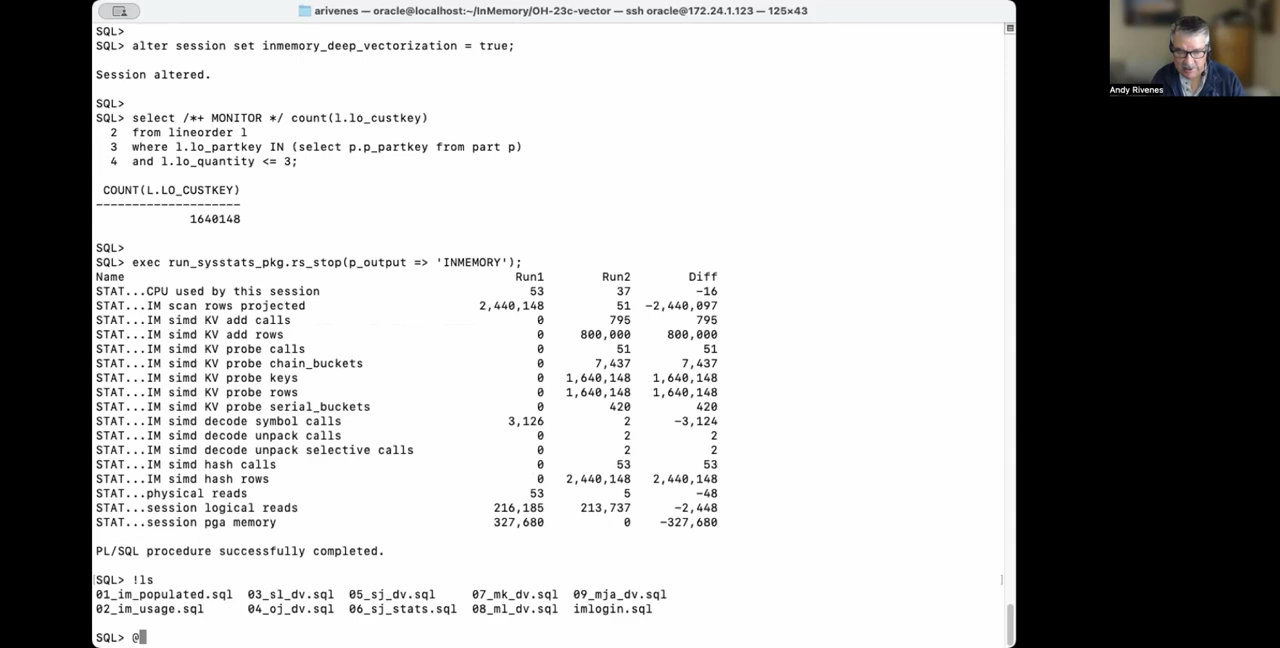 arivenes — oracle@localhost:~/InMemory/OH-23c-vector — ssh oracle@172.24.1.123 — 125×43
Andy Rivenes
SQL>
SQL> alter session set inmemory_deep_vectorization = true;
Session altered.
SQL>
SQL> select /*+ MONITOR */ count(l.lo_custkey)
2 from lineorder l
3 where l.lo_partkey IN (select p.p_partkey from part p)
4 and l.lo_quantity <= 3;
COUNT(L.LO_CUSTKEY)
--------------------
1640148
SQL>
SQL> exec run_sysstats_pkg.rs_stop(p_output => 'INMEMORY');
Name Run1 Run2 Diff
STAT...CPU used by this session 53 37 -16
STAT...IM scan rows projected 2,440,148 51 -2,440,097
STAT...IM simd KV add calls 0 795 795
STAT...IM simd KV add rows 0 800,000 800,000
STAT...IM simd KV probe calls 0 51 51
STAT...IM simd KV probe chain_buckets 0 7,437 7,437
STAT...IM simd KV probe keys 0 1,640,148 1,640,148
STAT...IM simd KV probe rows 0 1,640,148 1,640,148
STAT...IM simd KV probe serial_buckets 0 420 420
STAT...IM simd decode symbol calls 3,126 2 -3,124
STAT...IM simd decode unpack calls 0 2 2
STAT...IM simd decode unpack selective calls 0 2 2
STAT...IM simd hash calls 0 53 53
STAT...IM simd hash rows 0 2,440,148 2,440,148
STAT...physical reads 53 5 -48
STAT...session logical reads 216,185 213,737 -2,448
STAT...session pga memory 327,680 0 -327,680
PL/SQL procedure successfully completed.
SQL> !ls
01_im_populated.sql 03_sl_dv.sql 05_sj_dv.sql 07_mk_dv.sql 09_mja_dv.sql
02_im_usage.sql 04_oj_dv.sql 06_sj_stats.sql 08_ml_dv.sql imlogin.sql
SQL> @